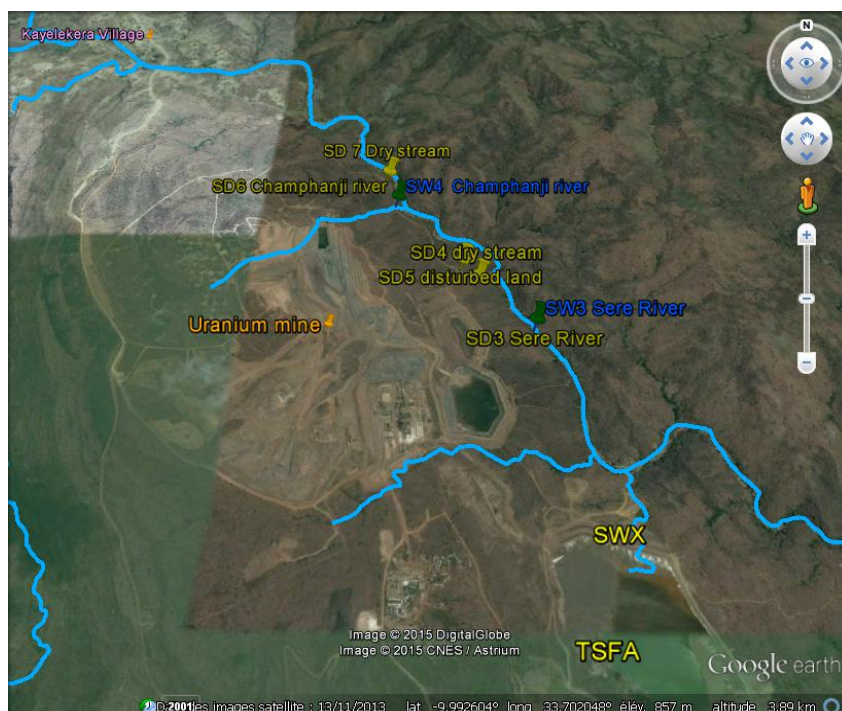 N
Kayelekera Village
SD 7 Dry stream
SD6 Champhanji river
SW4 Champhanji river
SD4 dry stream
SD5 disturbed land
SW3 Sere River
Uranium mine
SD3 Sere River
SWX
Image © 2015 DigitalGlobe
Image © 2015 CNES / Astrium
TSFA
Google earth
2001
les images satellite : 13/11/2013 lat -9.992604° long 33.702048° élév. 857 m altitude 3.89 km